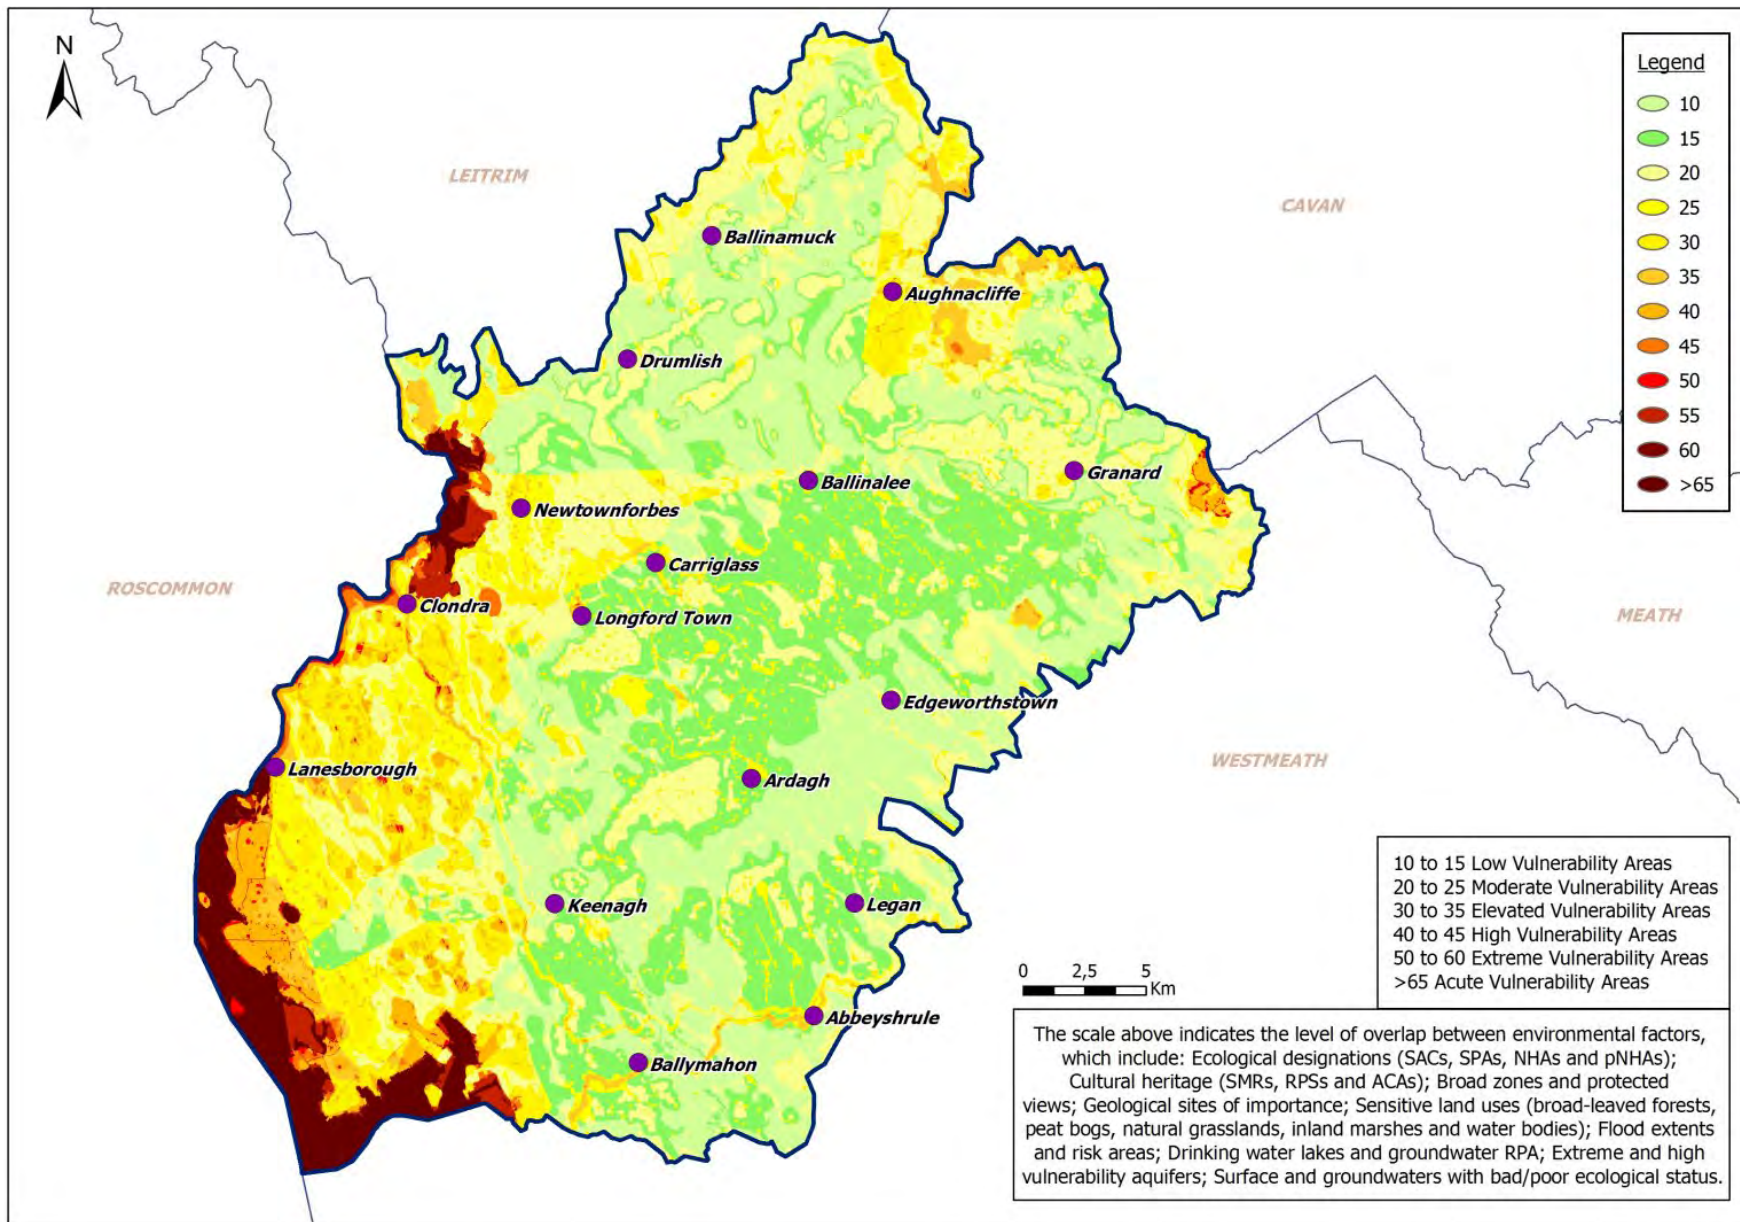 N
LEITRIM
CAVAN
ROSCOMMON
MEATH
WESTMEATH
Ballinamuck
Aughnacliffe
Drumlish
Granard
Ballinalee
Newtownforbes
Carriglass
Clondra
Longford Town
Edgeworthstown
Lanesborough
Ardagh
Keenagh
Legan
Abbeyshrule
Ballymahon
Legend
10
15
20
25
30
35
40
45
50
55
60
>65
10 to 15 Low Vulnerability Areas
20 to 25 Moderate Vulnerability Areas
30 to 35 Elevated Vulnerability Areas
40 to 45 High Vulnerability Areas
50 to 60 Extreme Vulnerability Areas
>65 Acute Vulnerability Areas
0 2,5 5
Km
The scale above indicates the level of overlap between environmental factors,
which include: Ecological designations (SACs, SPAs, NHAs and pNHAs);
Cultural heritage (SMRs, RPSs and ACAs); Broad zones and protected
views; Geological sites of importance; Sensitive land uses (broad-leaved forests,
peat bogs, natural grasslands, inland marshes and water bodies); Flood extents
and risk areas; Drinking water lakes and groundwater RPA; Extreme and high
vulnerability aquifers; Surface and groundwaters with bad/poor ecological status.